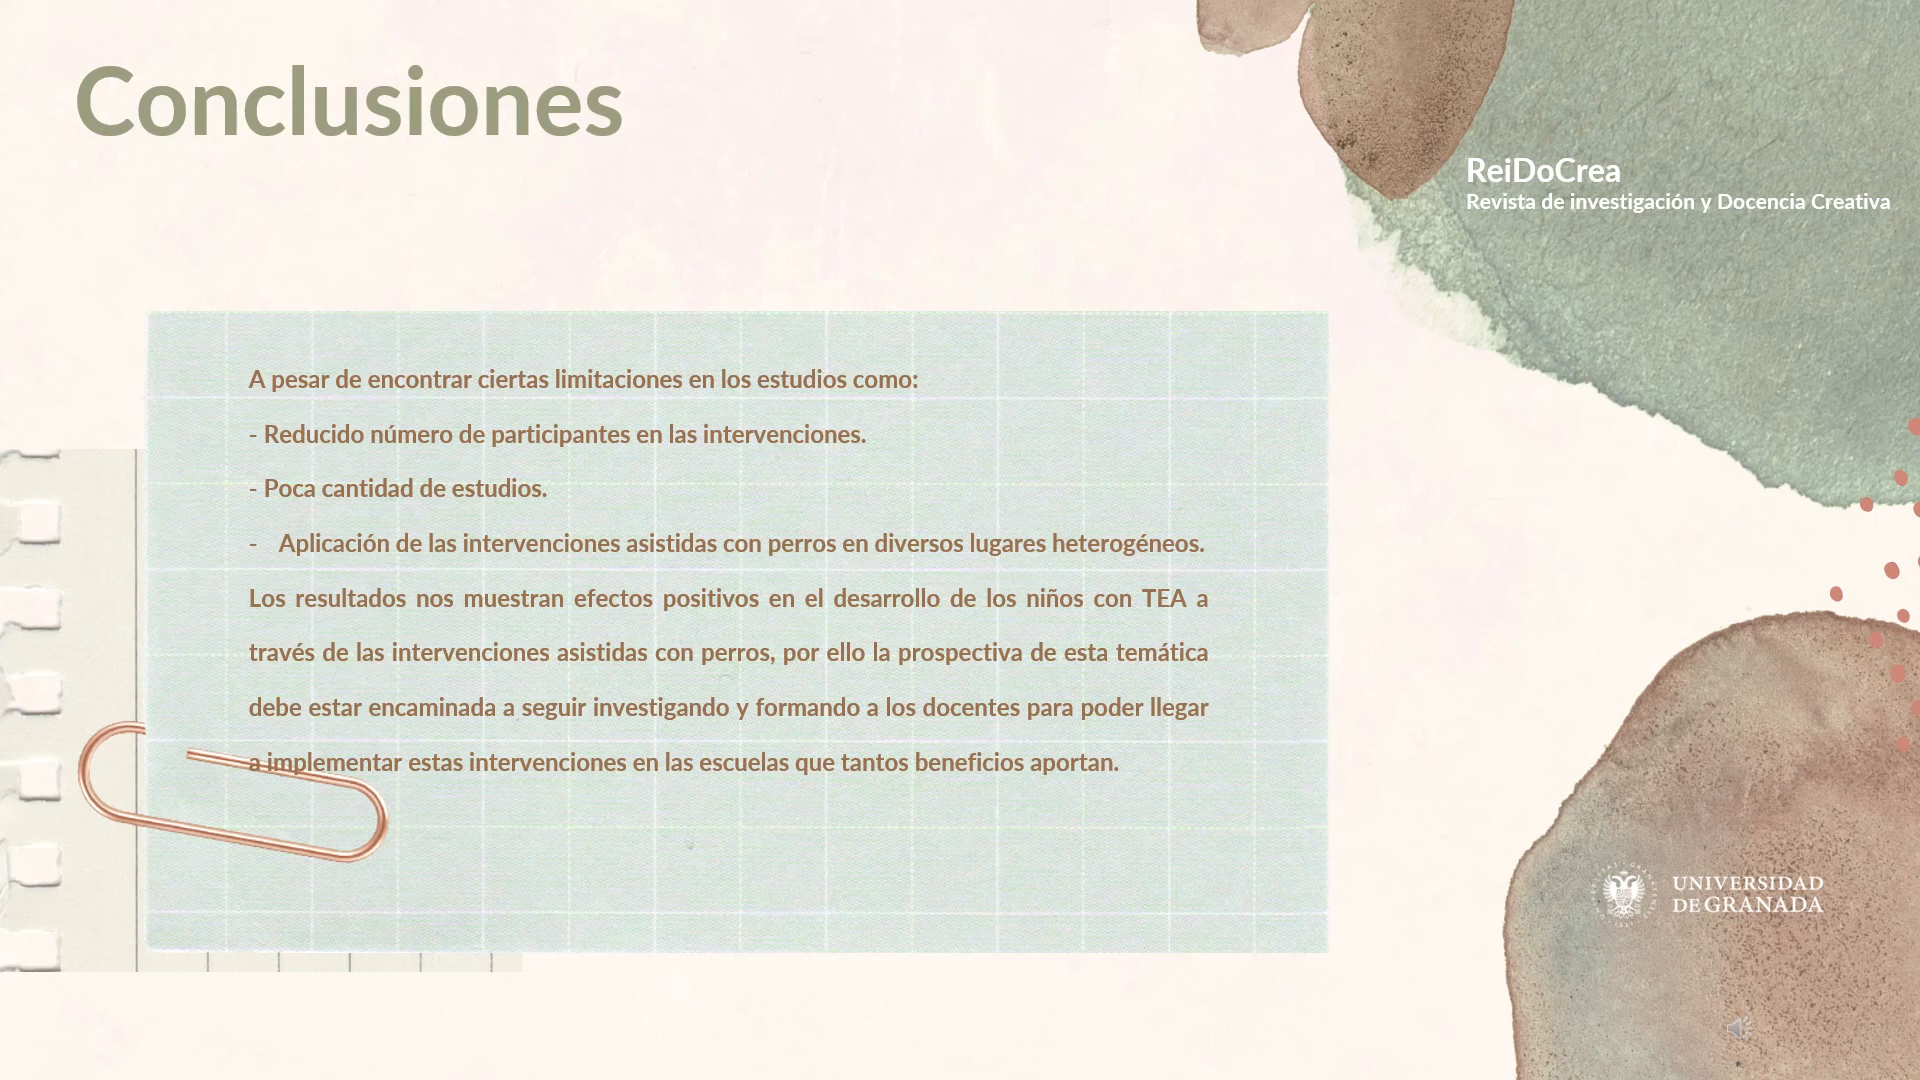 Conclusiones
ReiDoCrea
Revista de investigación y Docencia Creativa
A pesar de encontrar ciertas limitaciones en los estudios como:
- Reducido número de participantes en las intervenciones.
- Poca cantidad de estudios.
- Aplicación de las intervenciones asistidas con perros en diversos lugares heterogéneos.
Los resultados nos muestran efectos positivos en el desarrollo de los niños con TEA a
través de las intervenciones asistidas con perros, por ello la prospectiva de esta temática
debe estar encaminada a seguir investigando y formando a los docentes para poder llegar
a implementar estas intervenciones en las escuelas que tantos beneficios aportan.
UNIVERSIDAD
DE GRANADA